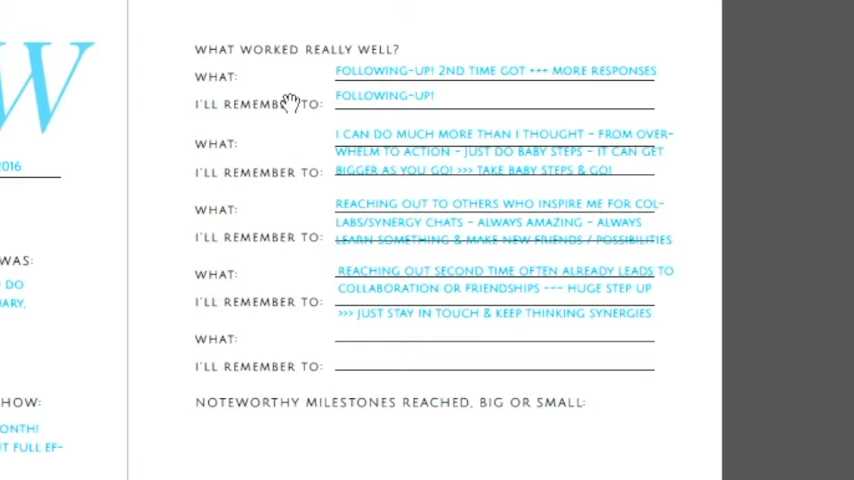 W
2016
WAS:
DO
ARY,
HOW:
ONTH!
T FULL EF-
WHAT WORKED REALLY WELL?
WHAT: FOLLOWING-UP! 2ND TIME GOT +++ MORE RESPONSES
I'LL REMEMBER TO: FOLLOWING-UP!
WHAT: I CAN DO MUCH MORE THAN I THOUGHT - FROM OVER-
WHELM TO ACTION - JUST DO BABY STEPS - IT CAN GET
I'LL REMEMBER TO: BIGGER AS YOU GO! >>> TAKE BABY STEPS & GO!
WHAT: REACHING OUT TO OTHERS WHO INSPIRE ME FOR COL-
LABS/SYNERGY CHATS - ALWAYS AMAZING - ALWAYS
I'LL REMEMBER TO: LEARN SOMETHING & MAKE NEW FRIENDS / POSSIBILITIES
WHAT: REACHING OUT SECOND TIME OFTEN ALREADY LEADS TO
COLLABORATION OR FRIENDSHIPS --- HUGE STEP UP
I'LL REMEMBER TO: >>> JUST STAY IN TOUCH & KEEP THINKING SYNERGIES
WHAT:
I'LL REMEMBER TO:
NOTEWORTHY MILESTONES REACHED, BIG OR SMALL: